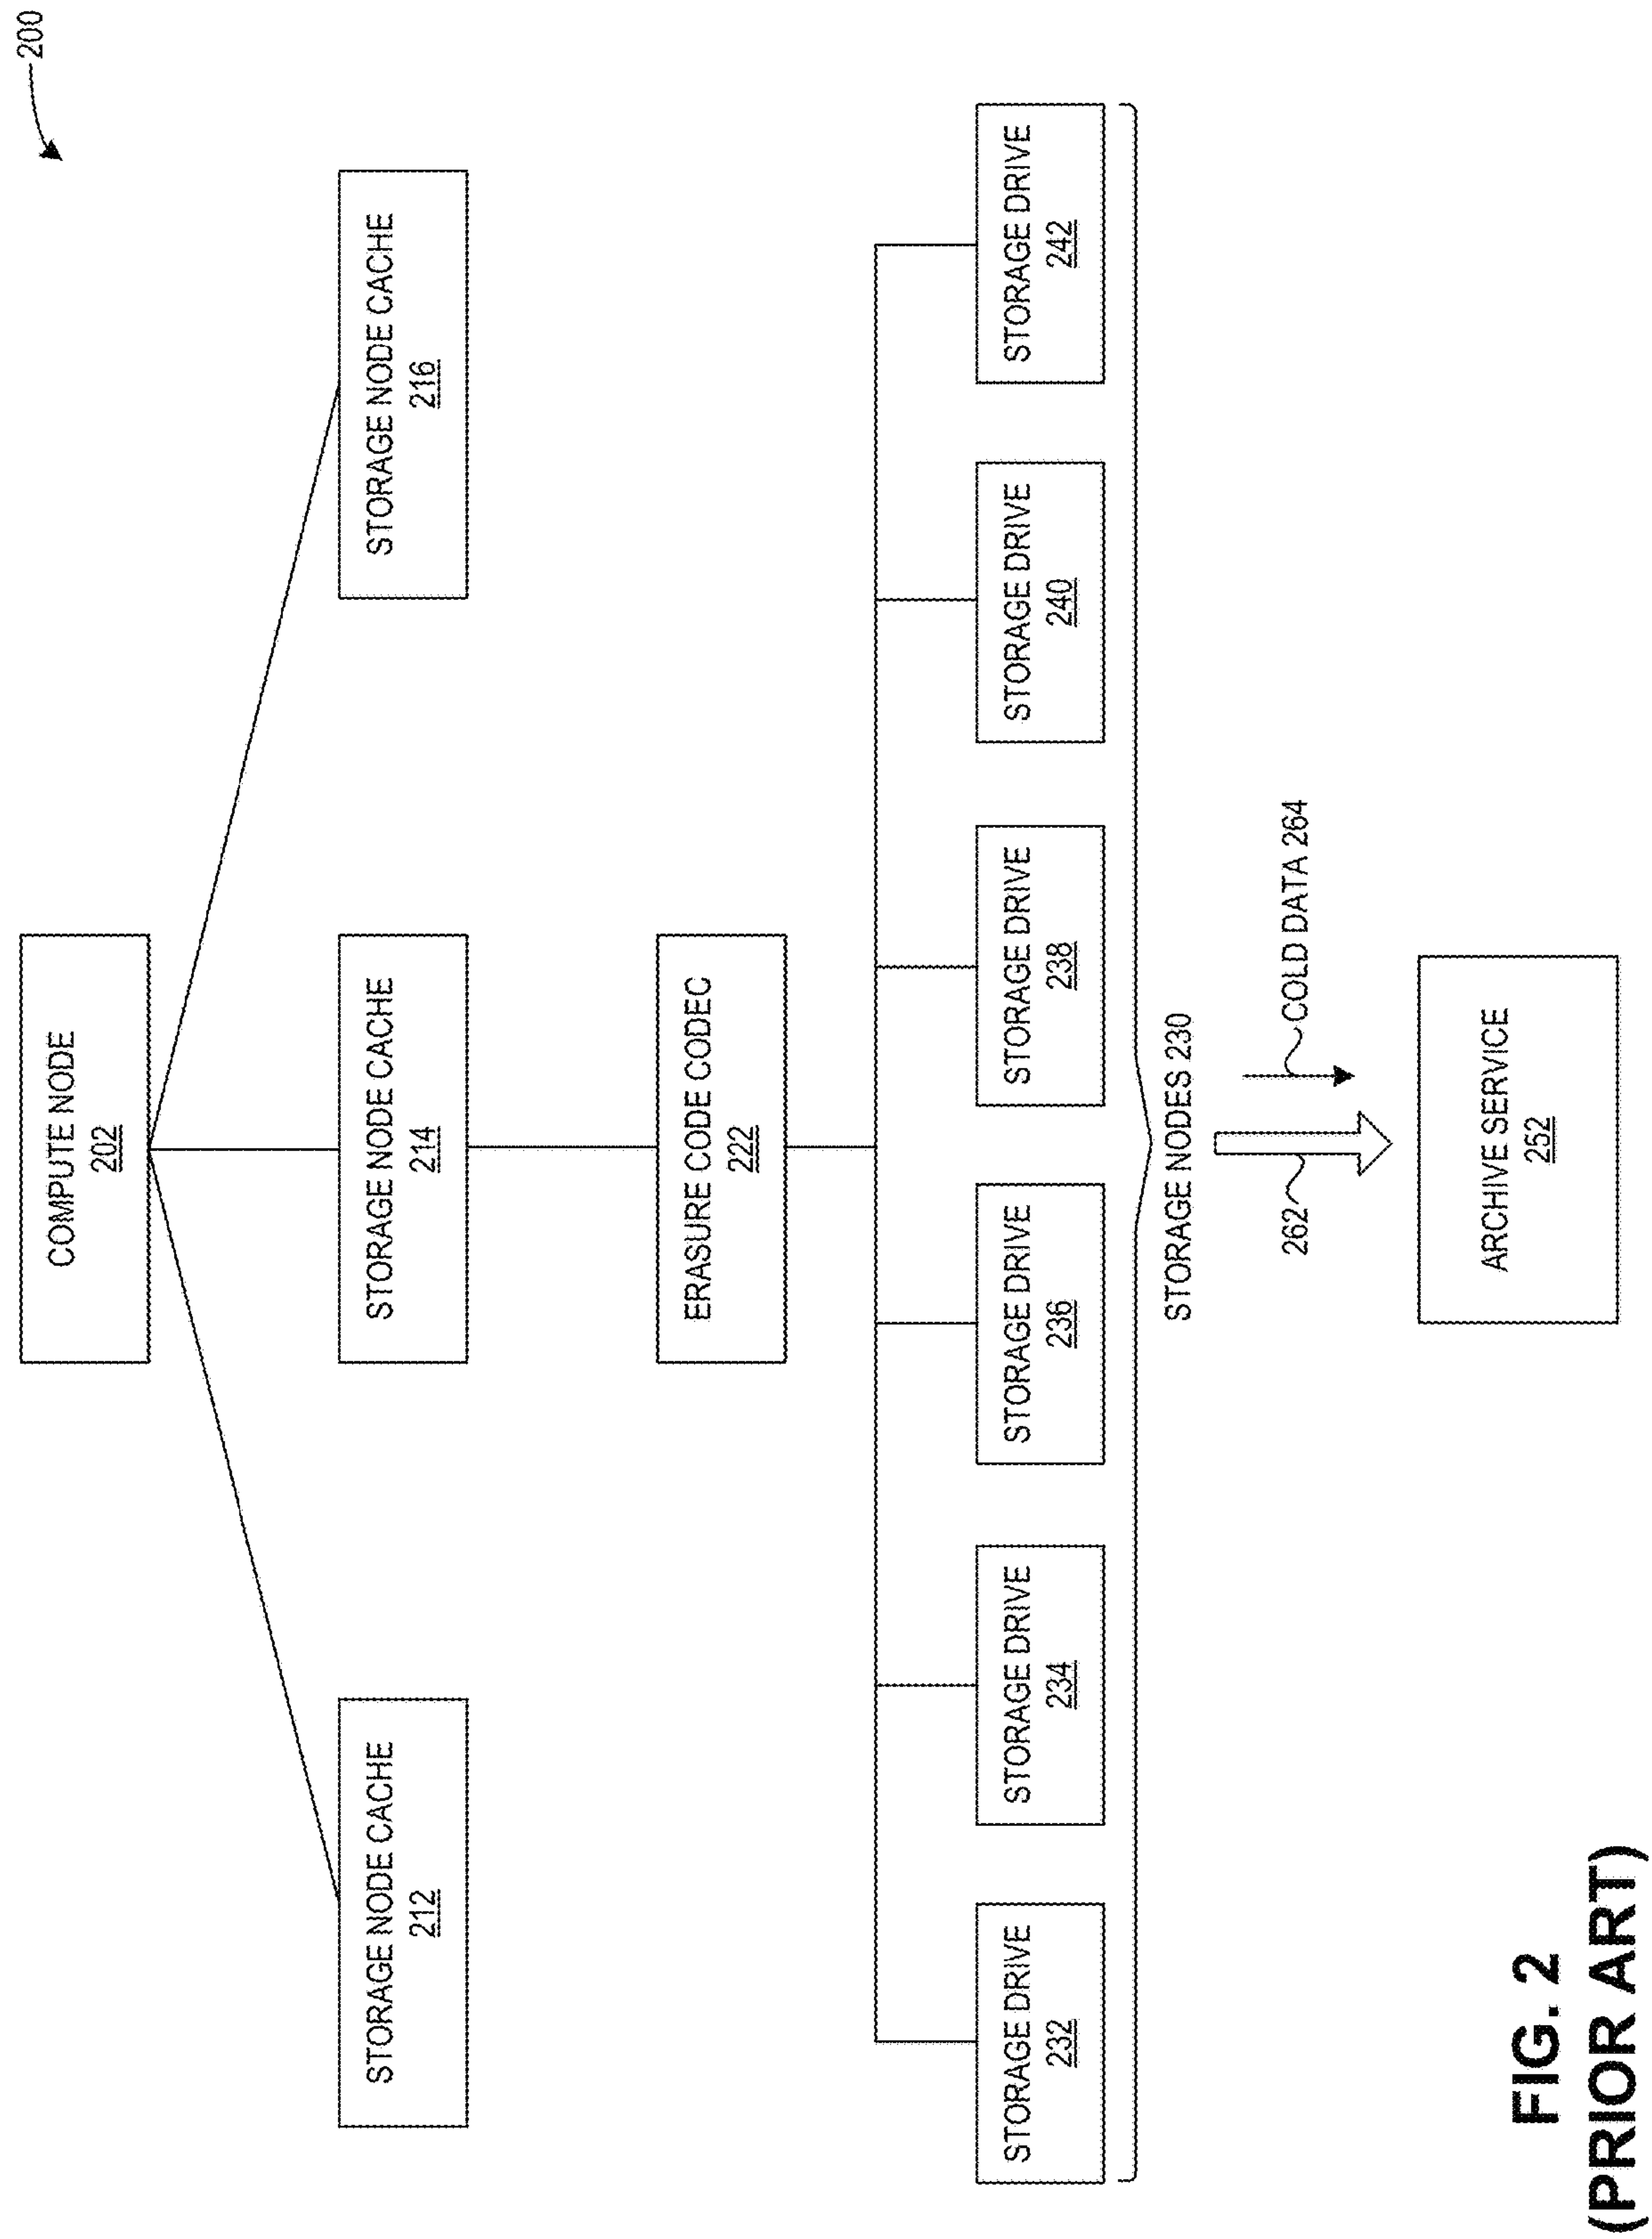 200
COMPUTE NODE
202
STORAGE NODE CACHE
212
STORAGE NODE CACHE
214
STORAGE NODE CACHE
216
ERASURE CODE CODEC
222
STORAGE DRIVE
232
STORAGE DRIVE
234
STORAGE DRIVE
236
STORAGE DRIVE
238
STORAGE DRIVE
240
STORAGE DRIVE
242
STORAGE NODES 230
262
COLD DATA 264
ARCHIVE SERVICE
252
FIG. 2
(PRIOR ART)